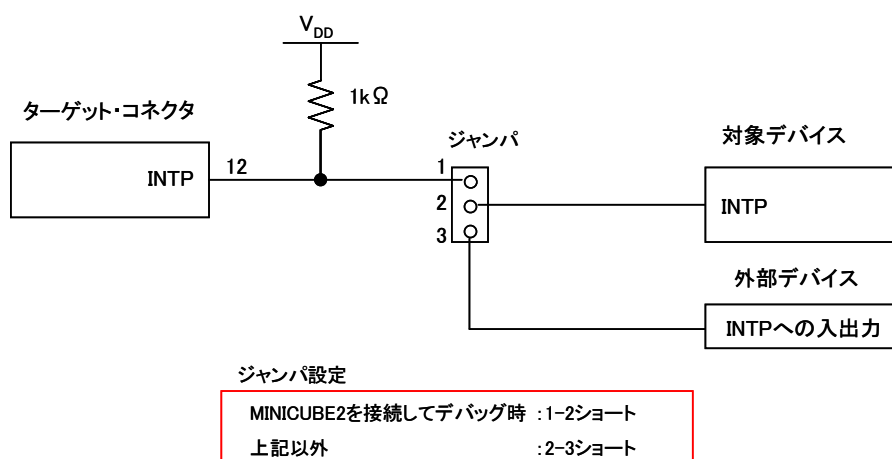 VDD
1kΩ
ターゲット・コネクタ
ジャンパ
対象デバイス
INTP
12
1
2
3
INTP
外部デバイス
INTPへの入出力
ジャンパ設定
MINICUBE2を接続してデバッグ時 :1-2ショート
上記以外 :2-3ショート